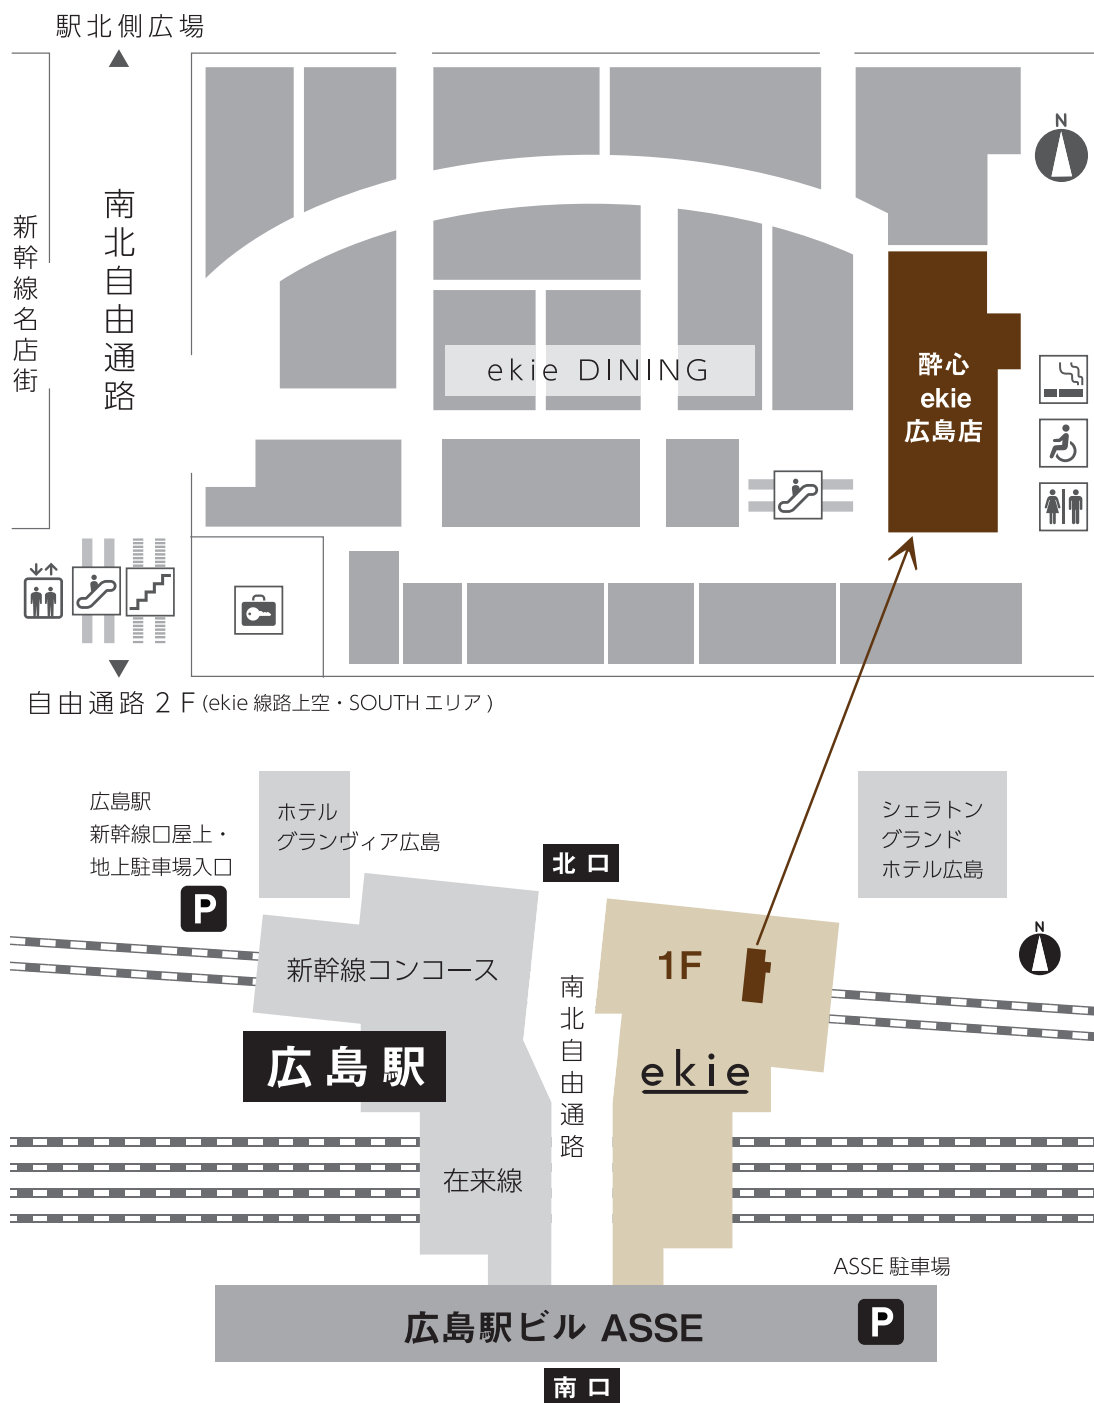 駅北側広場
新幹線名店街
南北自由通路
N
ekie DINING
酔心
ekie
広島店
自由通路2F (ekie 線路上空・SOUTH エリア)
広島駅
新幹線口屋上・
地上駐車場入口
P
ホテル
グランヴィア広島
北口
シェラトン
グランド
ホテル広島
N
新幹線コンコース
1F
南北自由通路
広島駅
ekie
在来線
ASSE 駐車場
広島駅ビル ASSE
P
南口